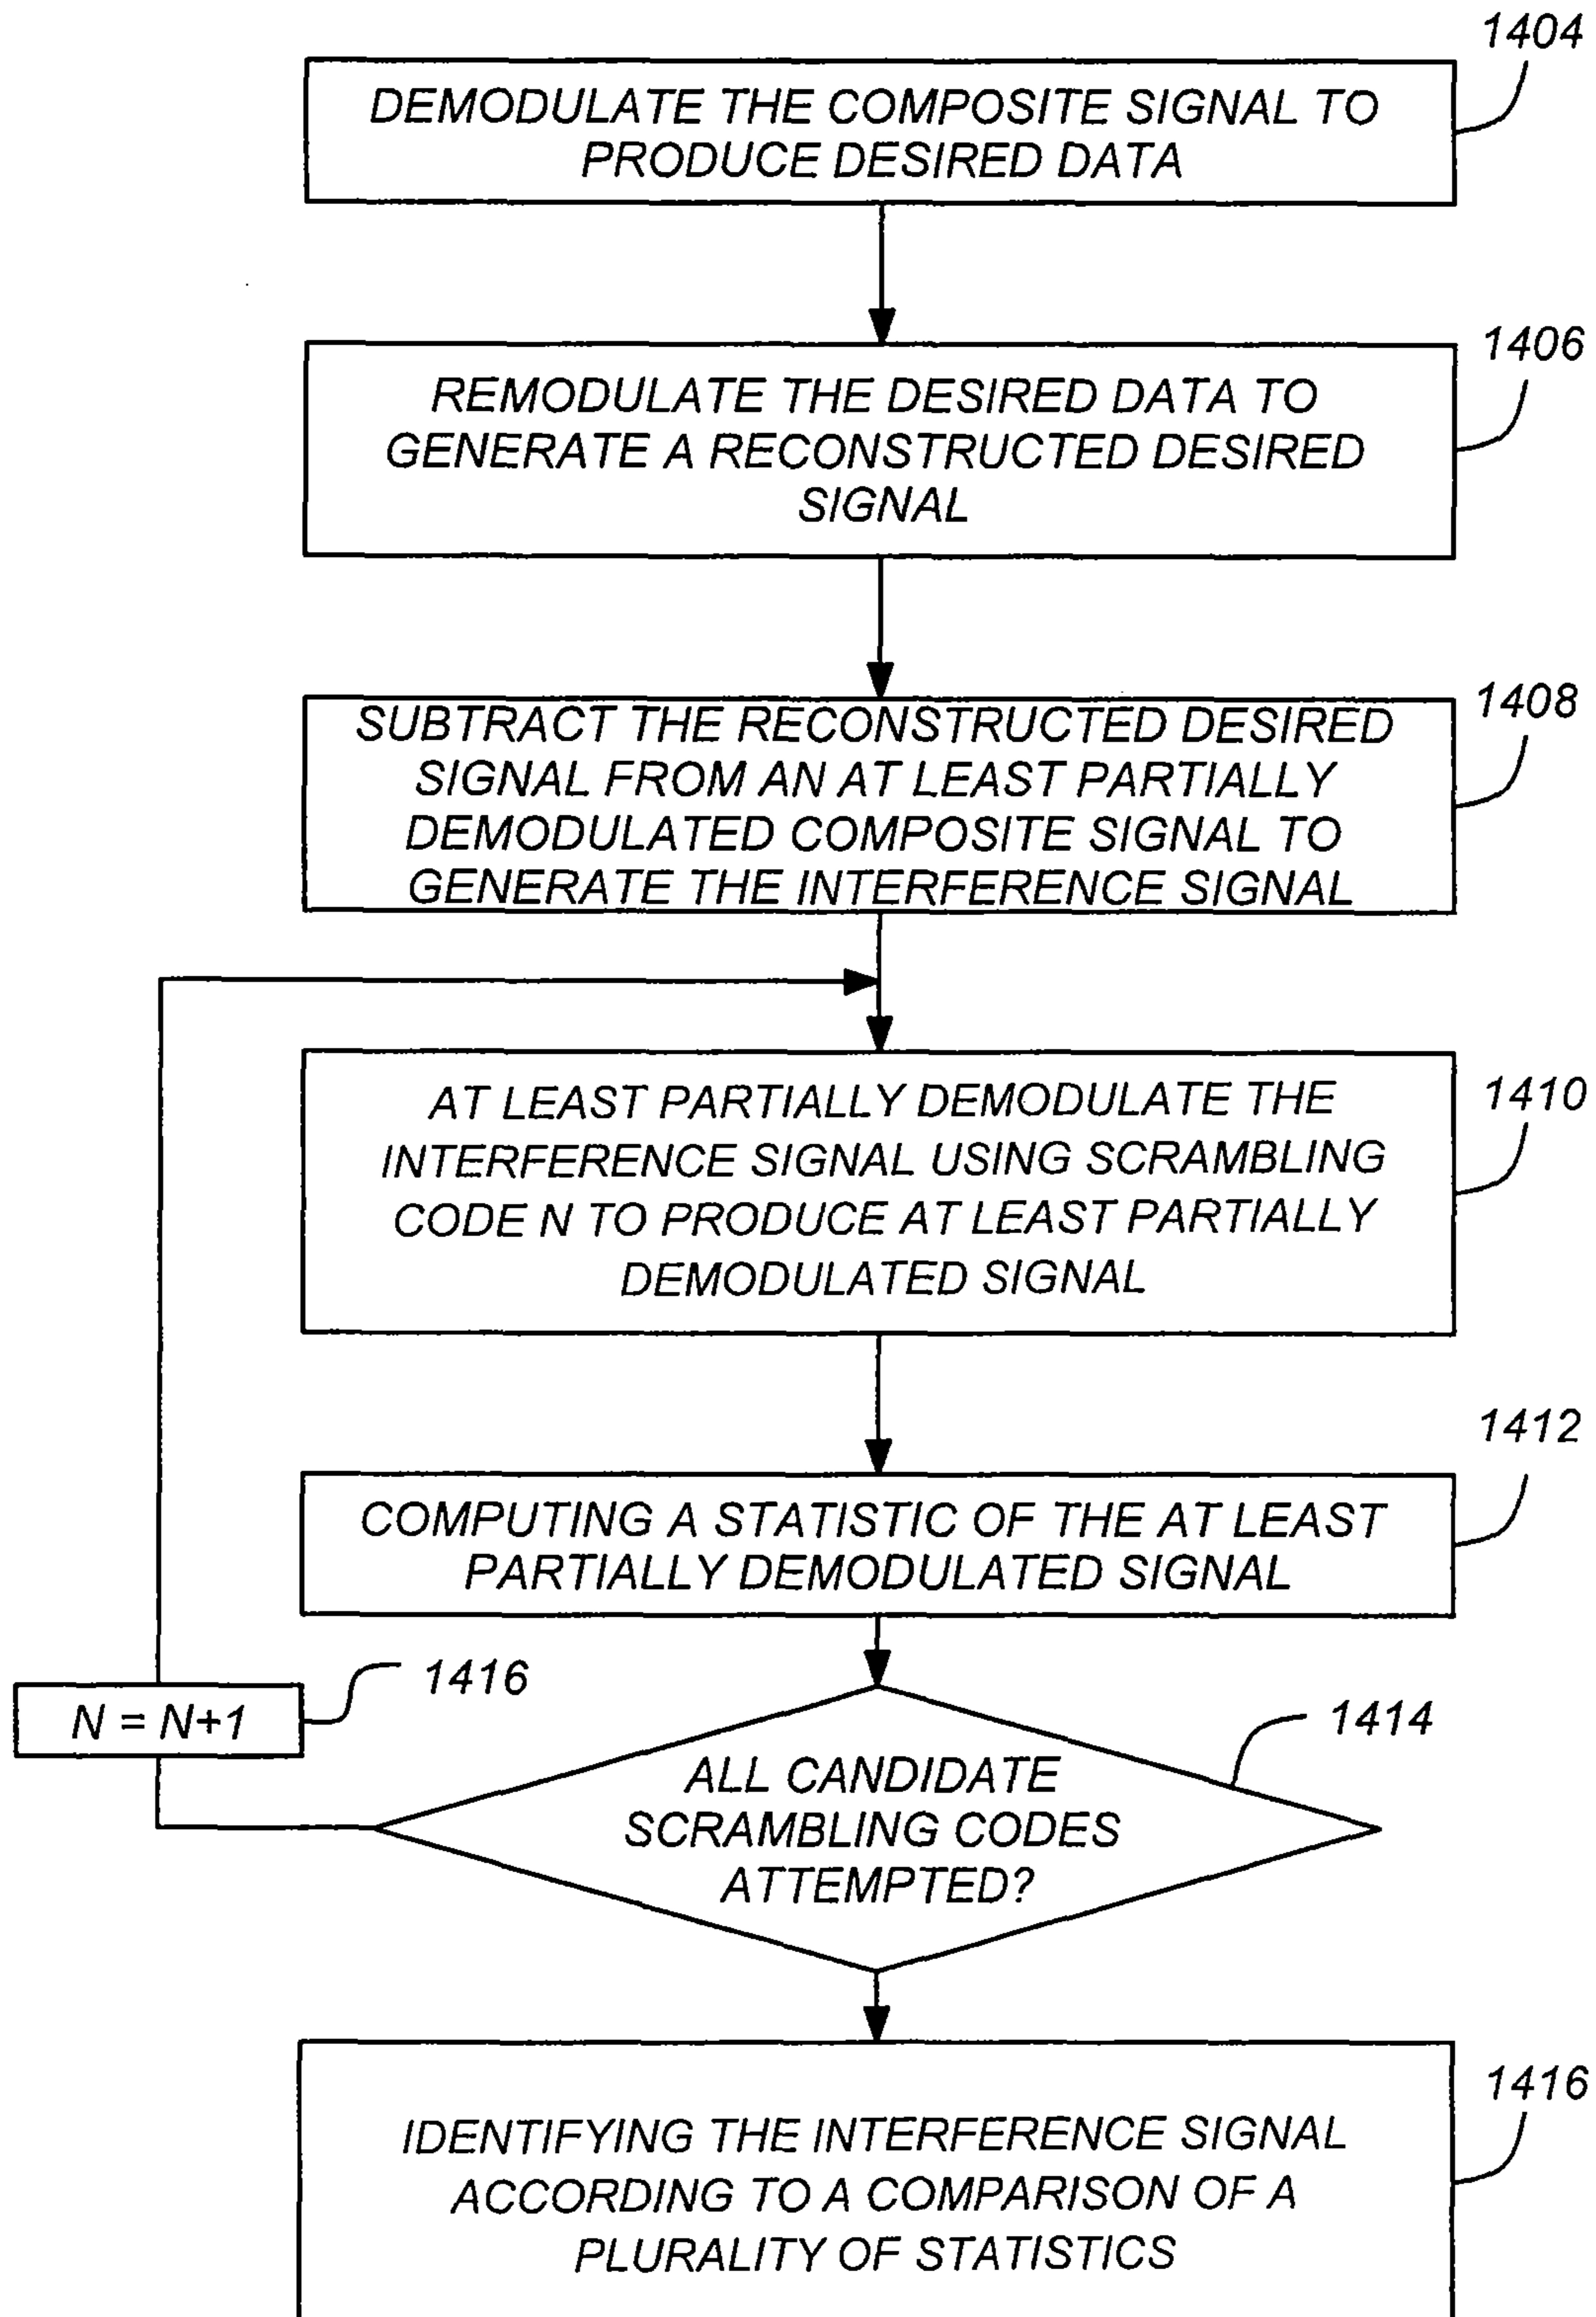 1404
DEMODULATE THE COMPOSITE SIGNAL TO
PRODUCE DESIRED DATA
1406
REMODULATE THE DESIRED DATA TO
GENERATE A RECONSTRUCTED DESIRED
SIGNAL
1408
SUBTRACT THE RECONSTRUCTED DESIRED
SIGNAL FROM AN AT LEAST PARTIALLY
DEMODULATED COMPOSITE SIGNAL TO
GENERATE THE INTERFERENCE SIGNAL
1410
AT LEAST PARTIALLY DEMODULATE THE
INTERFERENCE SIGNAL USING SCRAMBLING
CODE N TO PRODUCE AT LEAST PARTIALLY
DEMODULATED SIGNAL
1412
COMPUTING A STATISTIC OF THE AT LEAST
PARTIALLY DEMODULATED SIGNAL
1416
N = N+1
1414
ALL CANDIDATE
SCRAMBLING CODES
ATTEMPTED?
1416
IDENTIFYING THE INTERFERENCE SIGNAL
ACCORDING TO A COMPARISON OF A
PLURALITY OF STATISTICS